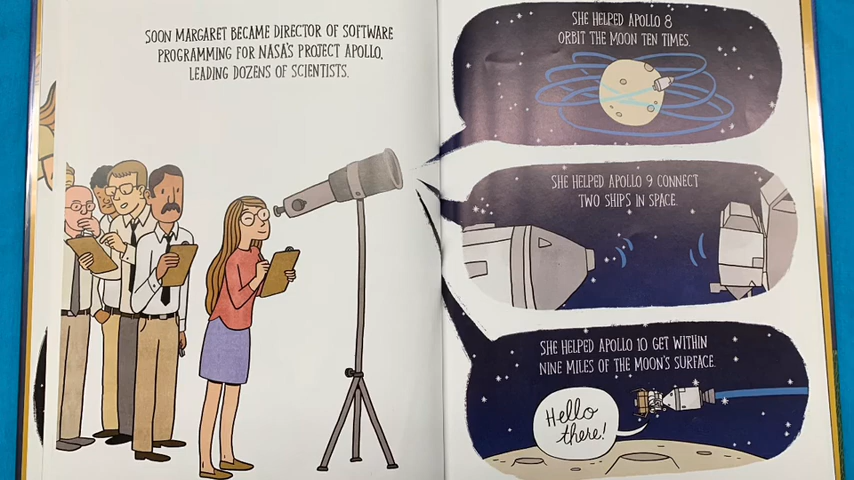 SOON MARGARET BECAME DIRECTOR OF SOFTWARE
PROGRAMMING FOR NASA'S PROJECT APOLLO,
LEADING DOZENS OF SCIENTISTS.
SHE HELPED APOLLO 8
ORBIT THE MOON TEN TIMES.
SHE HELPED APOLLO 9 CONNECT
TWO SHIPS IN SPACE.
SHE HELPED APOLLO 10 GET WITHIN
NINE MILES OF THE MOON'S SURFACE.
Hello
there!